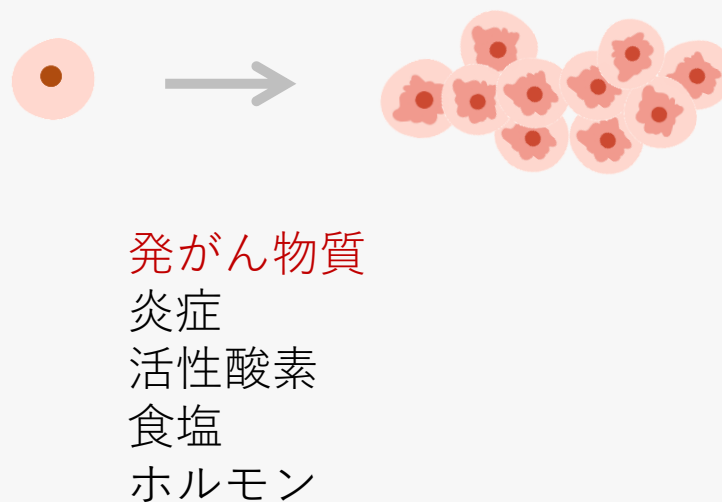 発がん物質
炎症
活性酸素
食塩
ホルモン